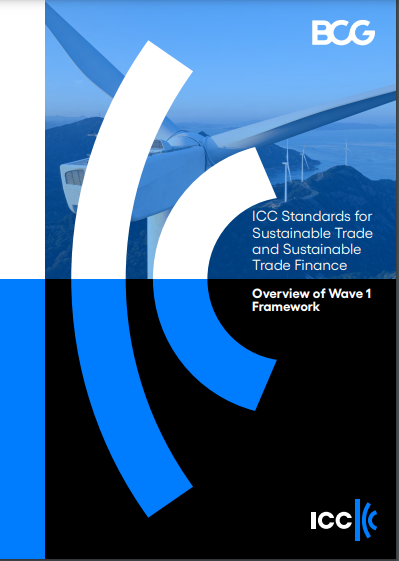 BCG
ICC Standards for
Sustainable Trade
and Sustainable
Trade Finance
Overview of Wave 1
Framework
ICC